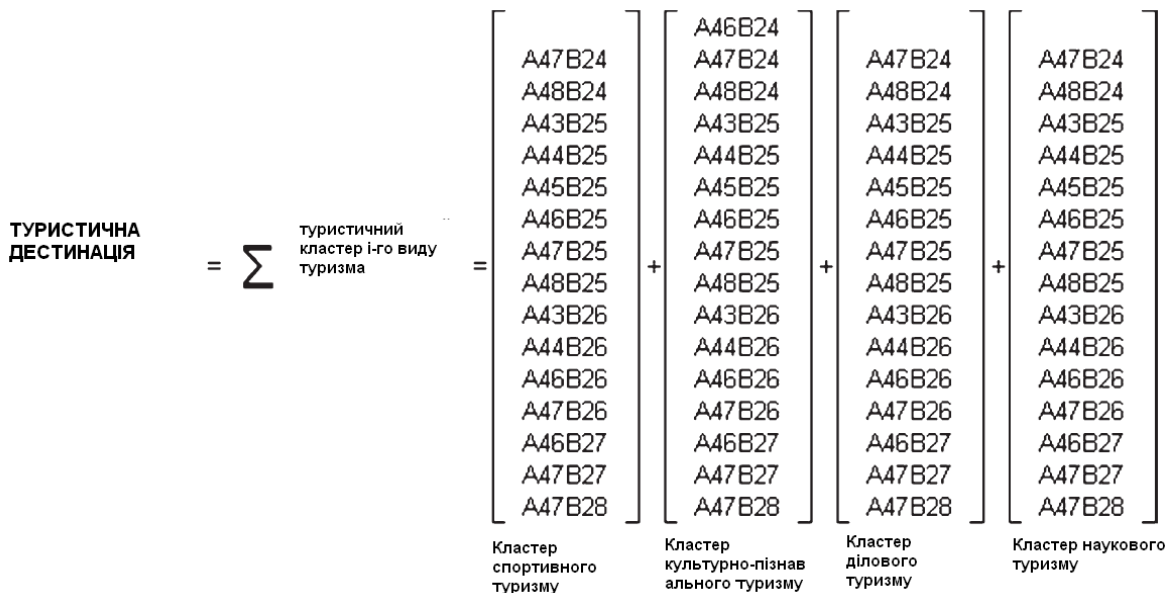 ТУРИСТИЧНА
ДЕСТИНАЦІЯ
=
∑
туристичний
кластер і-го виду
туризма
=
A47B24
A48B24
A43B25
A44B25
A45B25
A46B25
A47B25
A48B25
A43B26
A44B26
A46B26
A47B26
A46B27
A47B27
A47B28
Кластер
спортивного
туризму
+
A46B24
A47B24
A48B24
A43B25
A44B25
A45B25
A46B25
A47B25
A48B25
A43B26
A44B26
A46B26
A47B26
A46B27
A47B27
A47B28
Кластер
культурно-пізнав
ального туризму
+
A47B24
A48B24
A43B25
A44B25
A45B25
A46B25
A47B25
A48B25
A43B26
A44B26
A46B26
A47B26
A46B27
A47B27
A47B28
Кластер
ділового
туризму
+
A47B24
A48B24
A43B25
A44B25
A45B25
A46B25
A47B25
A48B25
A43B26
A44B26
A46B26
A47B26
A46B27
A47B27
A47B28
Кластер наукового
туризму